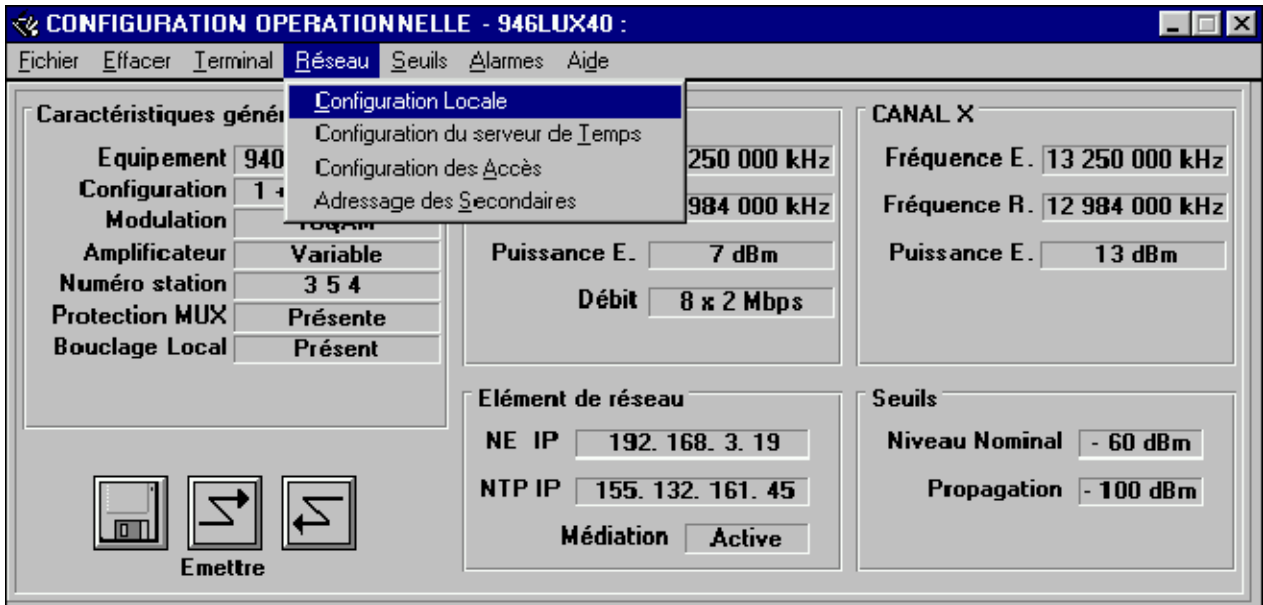 CONFIGURATION OPERATIONNELLE - 946LUX40 :
Fichier Effacer Terminal Réseau Seuils Alarmes Aide
Configuration Locale
Configuration du serveur de Temps
Configuration des Accès
Adressage des Secondaires
Caractéristiques génér
Equipement 940
Configuration 1 +
Modulation 16QAM
Amplificateur Variable
Numéro station 3 5 4
Protection MUX Présente
Bouclage Local Présent
250 000 kHz
984 000 kHz
Puissance E. 7 dBm
Débit 8 x 2 Mbps
CANAL X
Fréquence E. 13 250 000 kHz
Fréquence R. 12 984 000 kHz
Puissance E. 13 dBm
Elément de réseau
NE IP 192. 168. 3. 19
NTP IP 155. 132. 161. 45
Médiation Active
Seuils
Niveau Nominal - 60 dBm
Propagation - 100 dBm
Emettre